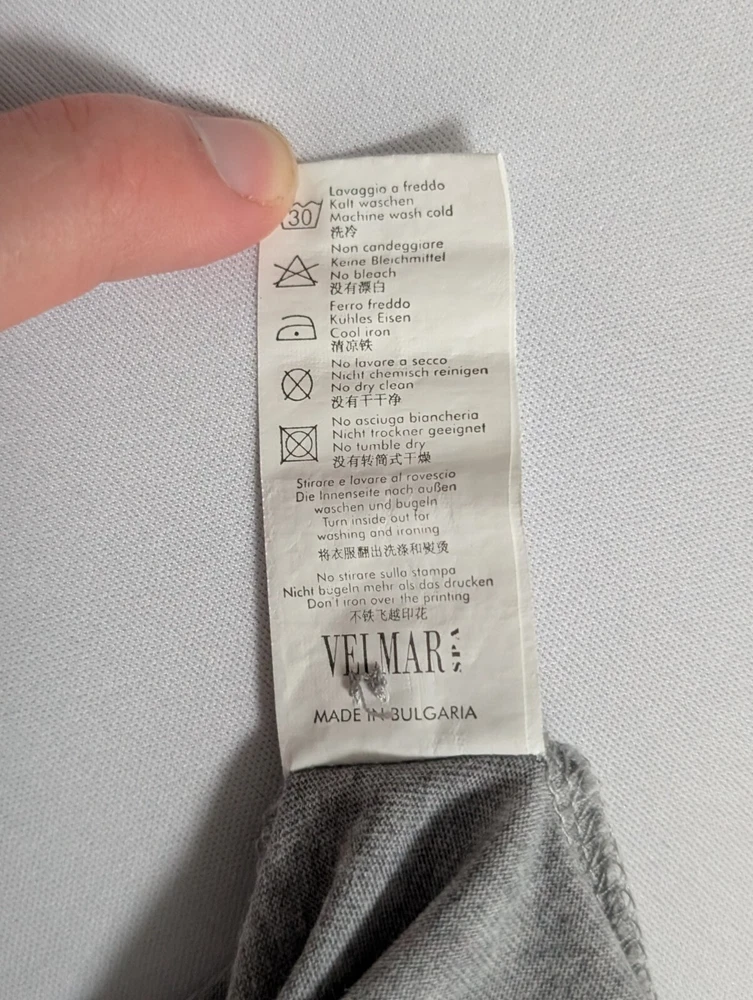 30
Lavaggio a freddo
Kalt waschen
Machine wash cold
洗冷
Non candeggiare
Keine Bleichmittel
No bleach
没有漂白
Ferro freddo
Kuhles Eisen
Cool iron
清凉铁
No lavare a secco
Nicht chemisch reinigen
No dry clean
没有干干净
No asciuga biancheria
Nicht trockner geeignet
No tumble dry
没有转筒式干燥
Stirare e lavare al rovescio
Die Innenseite nach außen
waschen und bugeln
Turn inside out for
washing and ironing
将衣服翻出洗涤和熨烫
No stirare sulla stampa
Nicht bugeln mehr als das drucken
Don't iron over the printing
不铁飞越印花
VELMAR SPA
MADE IN BULGARIA